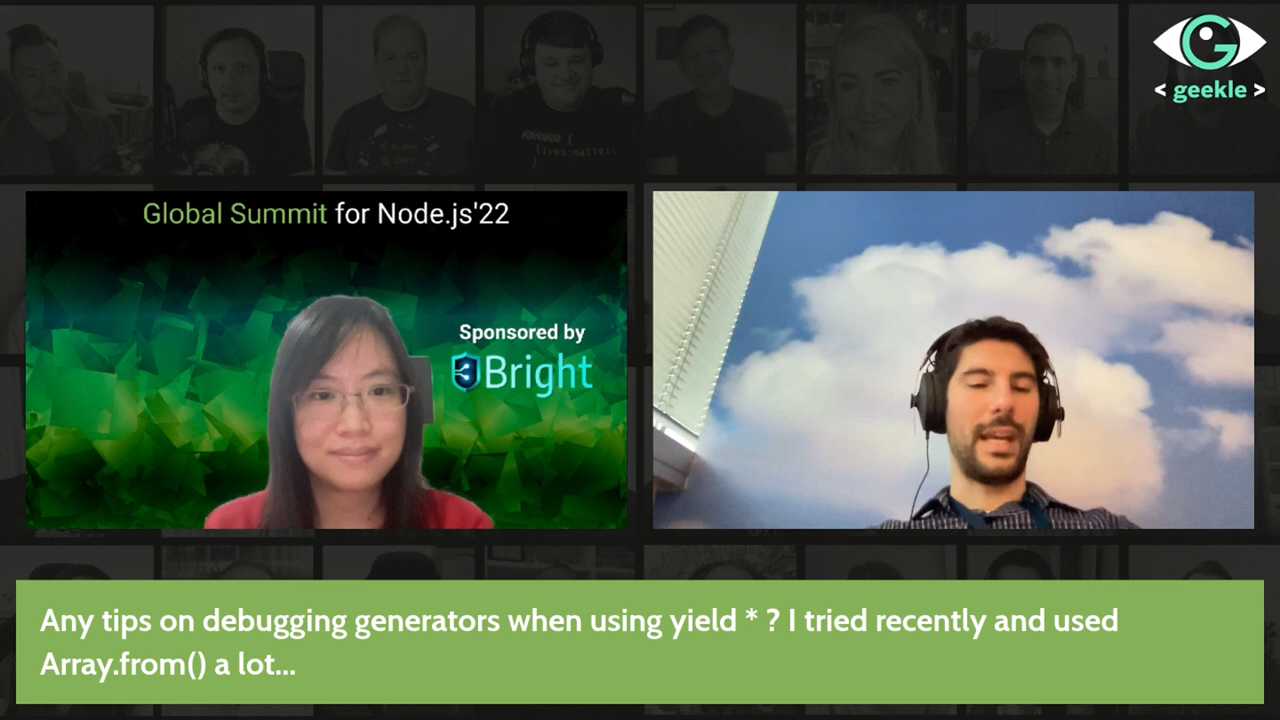 < geekle >
Global Summit for Node.js'22
Sponsored by
Bright
Any tips on debugging generators when using yield * ? I tried recently and used
Array.from() a lot...